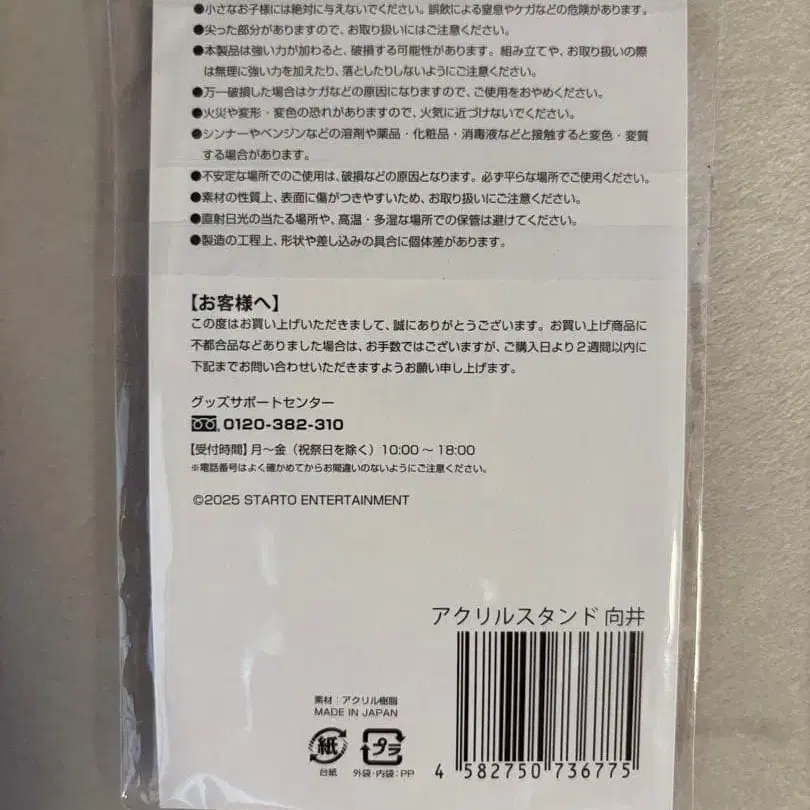 ●小さなお子様には絶対に与えないでください。誤飲による窒息やケガなどの危険があります。
●尖った部分がありますので、お取り扱いにはご注意ください。
●本製品は強い力が加わると、破損する可能性があります。組み立てや、お取り扱いの際
は無理に強い力を加えたり、落としたりしないようにご注意ください。
●万一破損した場合はケガなどの原因になりますので、ご使用をおやめください。
●火災や変形・変色の恐れがありますので、火気に近づけないでください。
●シンナーやベンジンなどの溶剤や薬品・化粧品・消毒液などと接触すると変色・変質
する場合があります。
●不安定な場所でのご使用は、破損などの原因となります。必ず平らな場所でご使用ください。
●素材の性質上、表面に傷がつきやすいため、お取り扱いにご注意ください。
●直射日光の当たる場所や、高温・多湿な場所での保管は避けてください。
●製造の工程上、形状や差し込みの具合に個体差があります。
【お客様へ】
この度はお買い上げいただきまして、誠にありがとうございます。お買い上げ商品に
不都合品などありました場合は、お手数ではございますが、ご購入日より2週間以内に
下記までお問い合わせいただきますようお願い申し上げます。
グッズサポートセンター
0120-382-310
【受付時間】月〜金（祝祭日を除く）10:00〜18:00
※電話番号はよく確かめてからお間違いのないようにご注意ください。
©2025 STARTO ENTERTAINMENT
アクリルスタンド 向井
素材：アクリル樹脂
MADE IN JAPAN
紙 プラ
台紙 外袋・内袋：PP
4 582750 736775